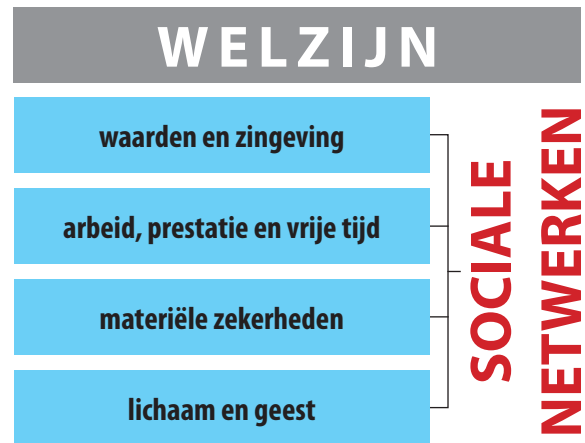 WELZIJN
waarden en zingeving
arbeid, prestatie en vrije tijd
materiële zekerheden
lichaam en geest
SOCIALE
NETWERKEN